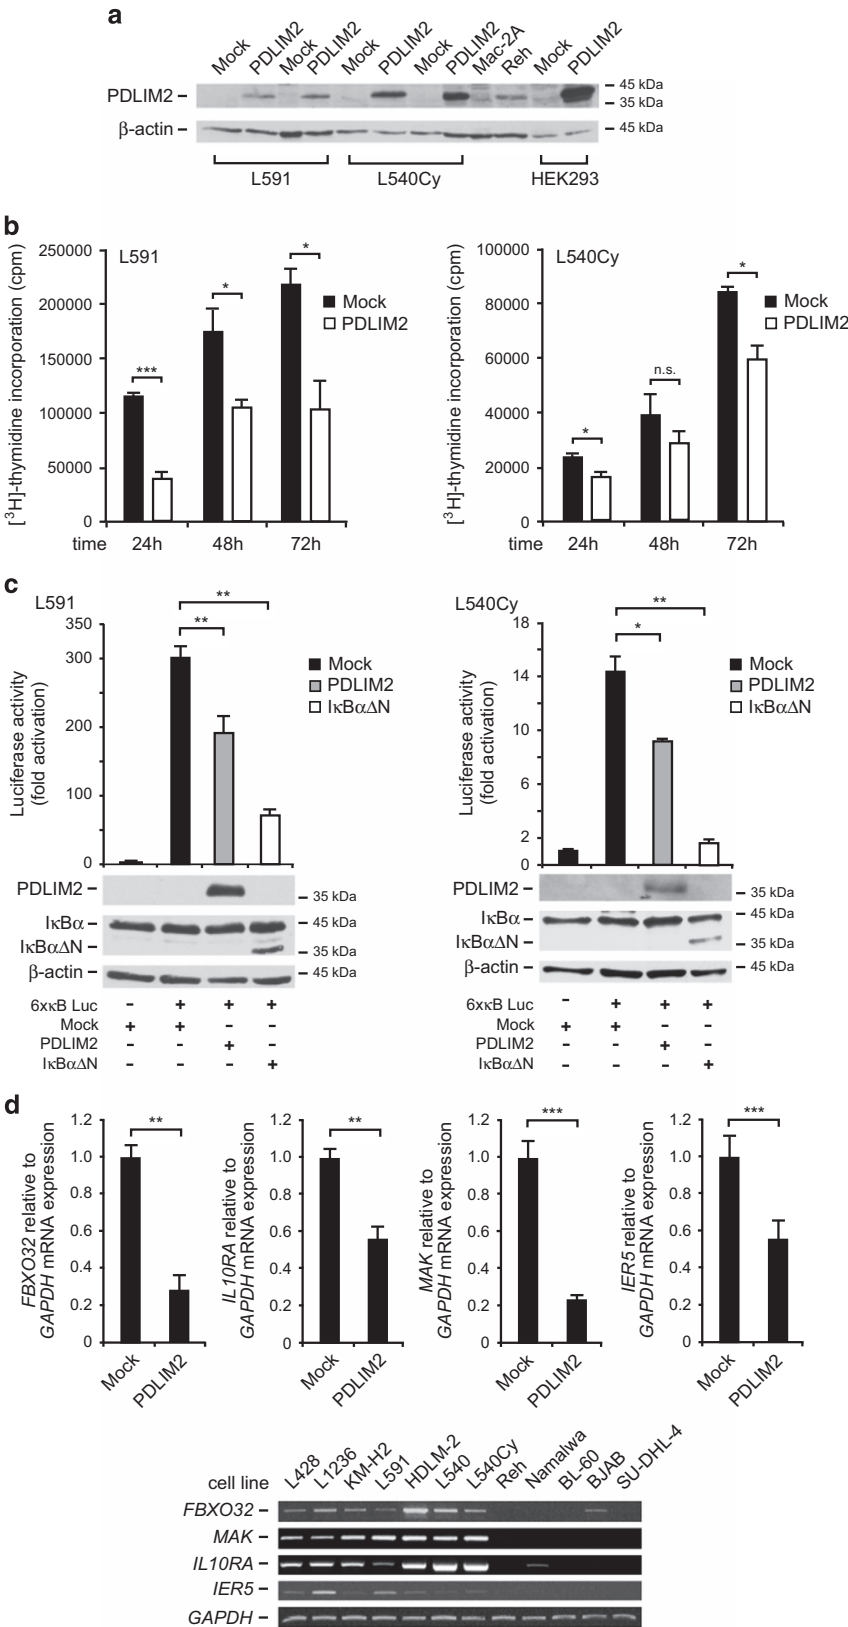 a
Mock PDLIM2 Mock PDLIM2 Mock PDLIM2 Mock PDLIM2 Mac-2A Reh Mock PDLIM2
PDLIM2
45 kDa
35 kDa
β-actin
45 kDa
L591 L540Cy HEK293
b
[³H]-thymidine incorporation (cpm)
L591
250000
200000
150000
100000
50000
0
***
*
*
Mock
PDLIM2
time 24h 48h 72h
[³H]-thymidine incorporation (cpm)
L540Cy
100000
80000
60000
40000
20000
0
*
n.s.
*
Mock
PDLIM2
time 24h 48h 72h
c
L591
Luciferase activity
(fold activation)
350
300
200
100
0
**
**
Mock
PDLIM2
IκBαΔN
PDLIM2
35 kDa
IκBα
45 kDa
IκBαΔN
35 kDa
β-actin
45 kDa
6xκB Luc - + + +
Mock + + - -
PDLIM2 - - + -
IκBαΔN - - - +
L540Cy
Luciferase activity
(fold activation)
18
14
10
6
2
0
**
*
Mock
PDLIM2
IκBαΔN
PDLIM2
35 kDa
IκBα
45 kDa
IκBαΔN
35 kDa
β-actin
45 kDa
6xκB Luc - + + +
Mock + + - -
PDLIM2 - - + -
IκBαΔN - - - +
d
FBXO32 relative to
GAPDH mRNA expression
1.2
1.0
0.8
0.6
0.4
0.2
0
**
Mock PDLIM2
IL10RA relative to
GAPDH mRNA expression
1.2
1.0
0.8
0.6
0.4
0.2
0
**
Mock PDLIM2
MAK relative to
GAPDH mRNA expression
1.2
1.0
0.8
0.6
0.4
0.2
0
***
Mock PDLIM2
IER5 relative to
GAPDH mRNA expression
1.2
1.0
0.8
0.6
0.4
0.2
0
***
Mock PDLIM2
cell line L428 L1236 KM-H2 L591 HDLM-2 L540 L540Cy Reh Namalwa BL-60 BJAB SU-DHL-4
FBXO32
MAK
IL10RA
IER5
GAPDH